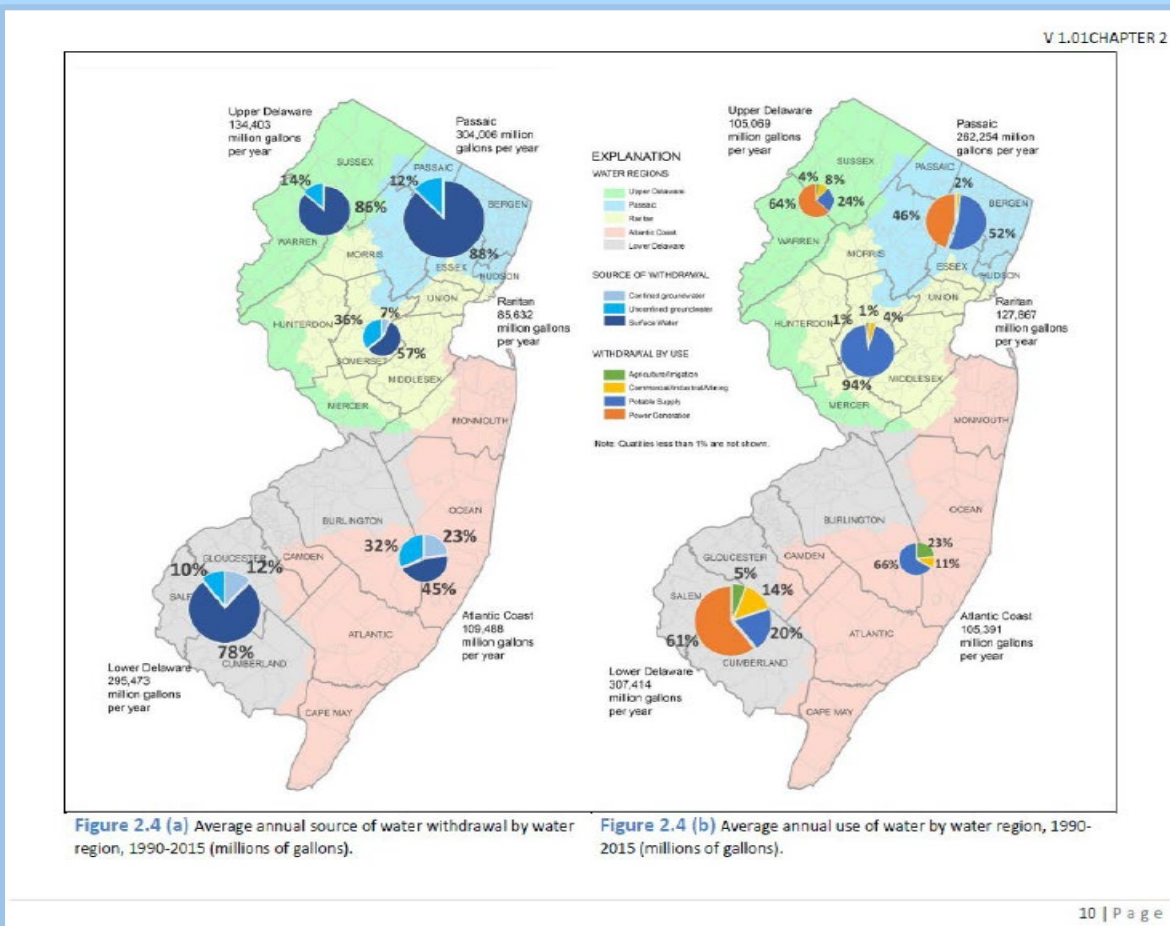 V 1.01CHAPTER 2
Upper Delaware
134,403
million gallons
per year
Passaic
304,006 million
gallons per year
SUSSEX
PASSAIC
14%
12%
86%
BERGEN
WARREN
MORRIS
88%
ESSEX
HUDSON
UNION
Raritan
85,632
million gallons
per year
HUNTERDON
36%
7%
57%
SOMERSET
MIDDLESEX
MERCER
MONMOUTH
OCEAN
BURLINGTON
32%
23%
GLOUCESTER
CAMDEN
10%
12%
45%
ATLANTIC
Atlantic Coast
109,488
million gallons
per year
78%
CUMBERLAND
Lower Delaware
295,473
million gallons
per year
CAPE MAY
EXPLANATION
WATER REGIONS
Upper Delaware
Passaic
Raritan
Atlantic Coast
Lower Delaware
SOURCE OF WITHDRAWAL
Confined groundwater
Unconfined groundwater
Surface Water
WITHDRAWAL BY USE
Agriculture/Irrigation
Commercial/Industrial/Mining
Potable Supply
Power Generation
Note: Quatities less than 1% are not shown.
Upper Delaware
105,069
million gallons
per year
Passaic
262,254 million
gallons per year
SUSSEX
PASSAIC
4%
8%
2%
64%
24%
46%
BERGEN
52%
WARREN
MORRIS
ESSEX
HUDSON
UNION
Raritan
127,867
million gallons
per year
HUNTERDON
1%
1%
4%
94%
MIDDLESEX
MERCER
MONMOUTH
OCEAN
BURLINGTON
23%
GLOUCESTER
CAMDEN
66%
11%
5%
SALEM
14%
20%
61%
ATLANTIC
Atlantic Coast
105,391
million gallons
per year
CUMBERLAND
Lower Delaware
307,414
million gallons
per year
CAPE MAY
Figure 2.4 (a) Average annual source of water withdrawal by water
region, 1990-2015 (millions of gallons).
Figure 2.4 (b) Average annual use of water by water region, 1990-
2015 (millions of gallons).
10 | Page